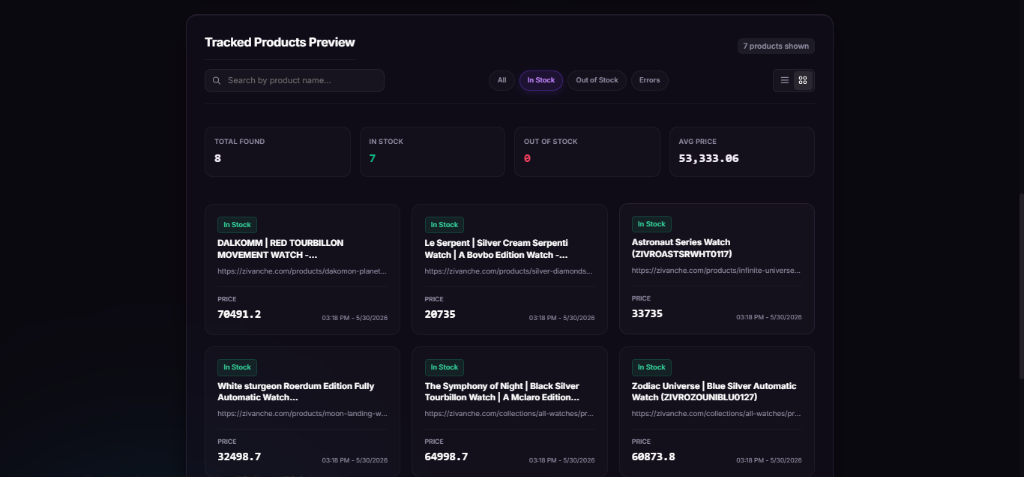 Tracked Products Preview
7 products shown
Search by product name...
All
In Stock
Out of Stock
Errors
TOTAL FOUND
8
IN STOCK
7
OUT OF STOCK
0
AVG PRICE
53,333.06
In Stock
DALKOMM | RED TOURBILLON
MOVEMENT WATCH -...
https://zivanche.com/products/dakomon-planet...
PRICE
70491.2
03:18 PM - 5/30/2026
In Stock
Le Serpent | Silver Cream Serpenti
Watch | A Bovbo Edition Watch -...
https://zivanche.com/products/silver-diamonds...
PRICE
20735
03:18 PM - 5/30/2026
In Stock
Astronaut Series Watch
(ZIVROASTSRWHT0117)
https://zivanche.com/products/infinite-universe...
PRICE
33735
03:18 PM - 5/30/2026
In Stock
White sturgeon Roerdum Edition Fully
Automatic Watch...
https://zivanche.com/products/moon-landing-w...
PRICE
32498.7
03:18 PM - 5/30/2026
In Stock
The Symphony of Night | Black Silver
Tourbillon Watch | A Mclaro Edition...
https://zivanche.com/collections/all-watches/pr...
PRICE
64998.7
03:18 PM - 5/30/2026
In Stock
Zodiac Universe | Blue Silver Automatic
Watch (ZIVROZOUNIBLU0127)
https://zivanche.com/collections/all-watches/pr...
PRICE
60873.8
03:18 PM - 5/30/2026